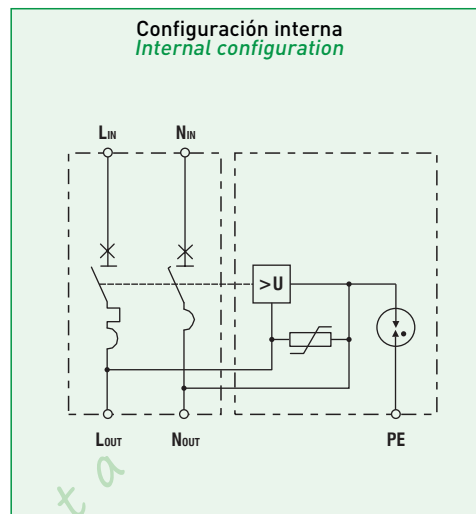 Configuración interna
Internal configuration
LIN NIN
>U
LOUT NOUT PE
t a